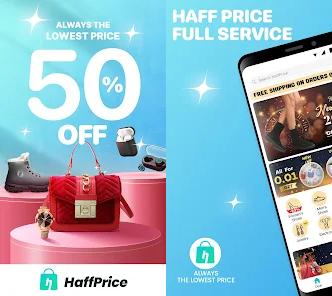 ALWAYS THE
LOWEST PRICE
50%
OFF
HaffPrice
HAFF PRICE
FULL SERVICE
FREE SHIPPING ON ORDERS
All For
0.01
ALWAYS
THE LOWEST PRICE